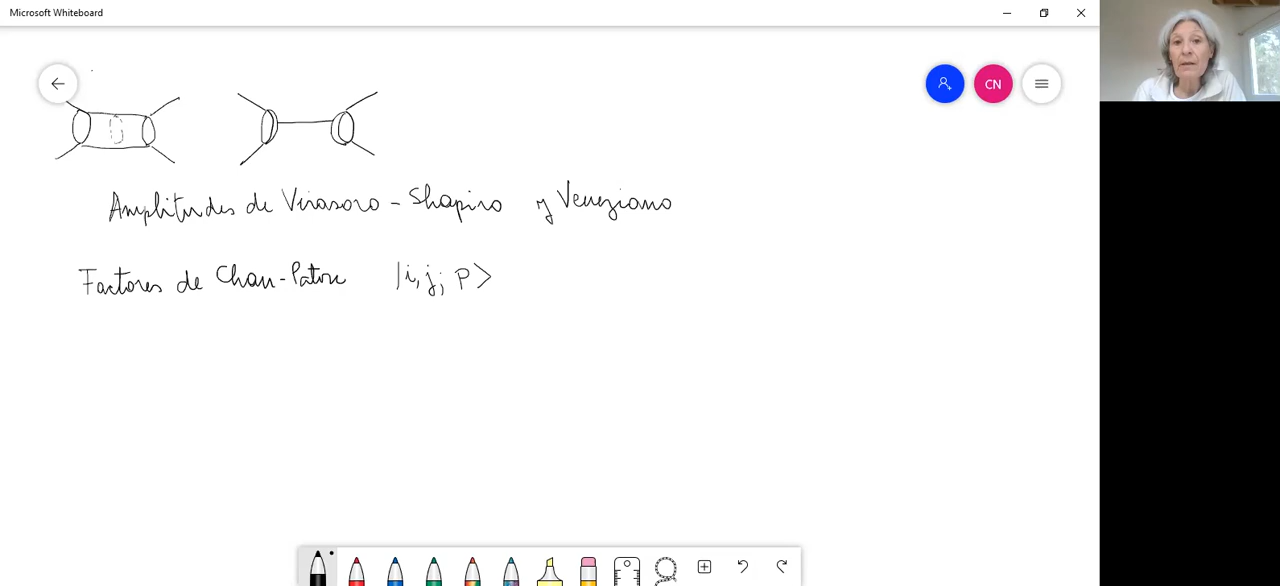 Microsoft Whiteboard
CN
Amplitudes de Virasoro - Shapiro y Veneziano
Factores de Chan-Paton |i,j; p>